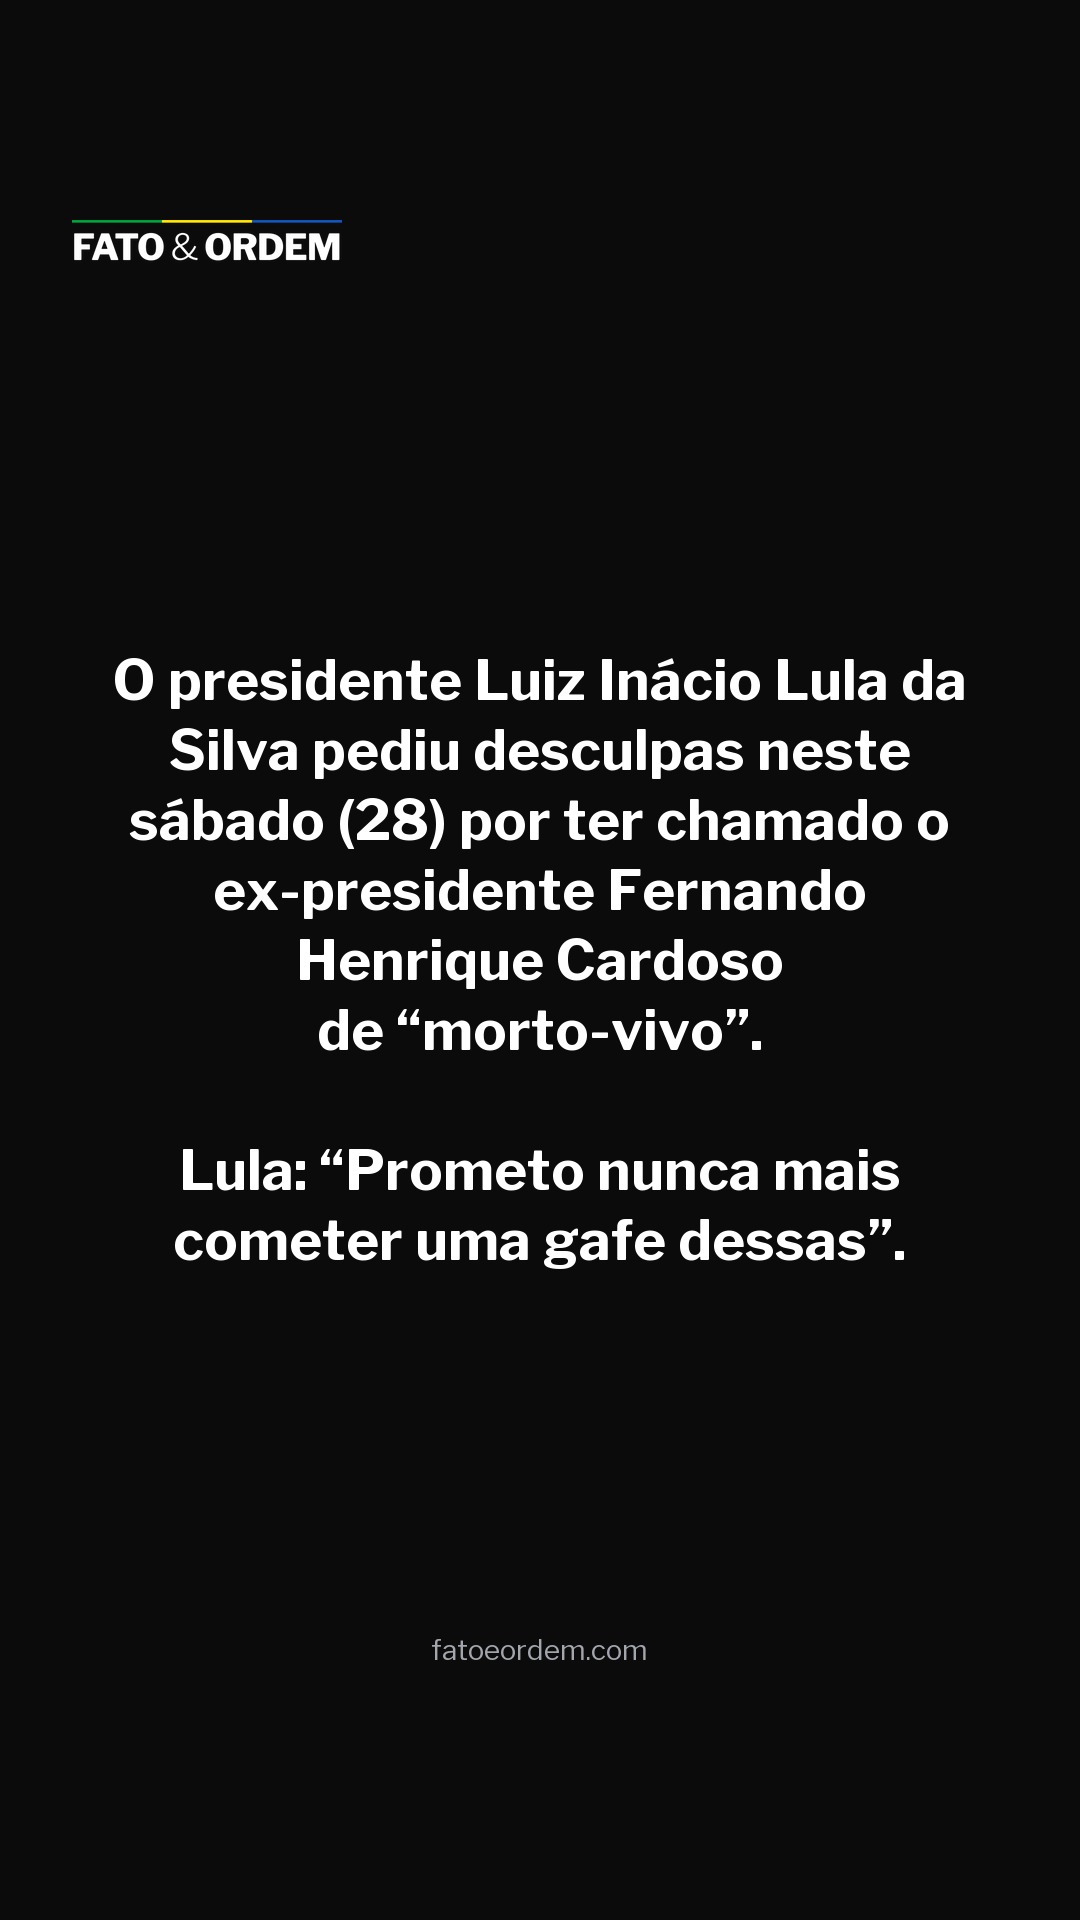 FATO & ORDEM
O presidente Luiz Inácio Lula da
Silva pediu desculpas neste
sábado (28) por ter chamado o
ex-presidente Fernando
Henrique Cardoso
de “morto-vivo”.
Lula: “Prometo nunca mais
cometer uma gafe dessas”.
fatoeordem.com